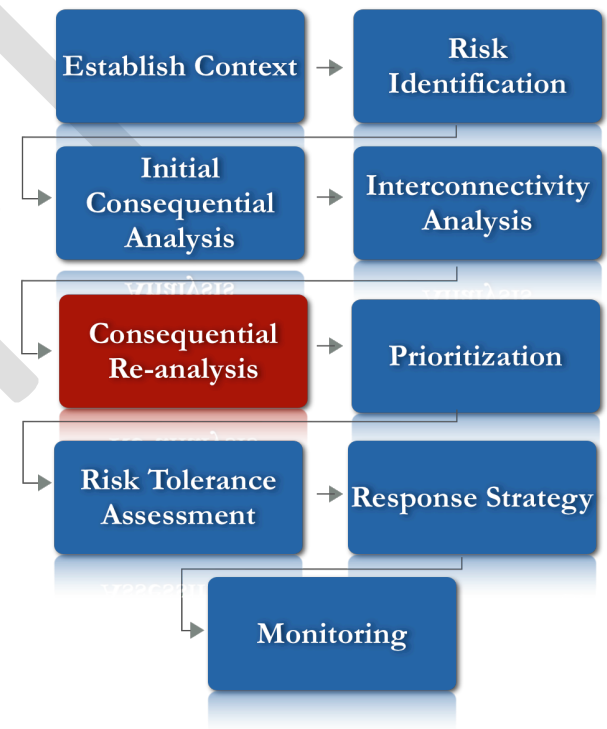 Establish Context
Risk
Identification
Initial
Consequential
Analysis
Interconnectivity
Analysis
Consequential
Re-analysis
Prioritization
Risk Tolerance
Assessment
Response Strategy
Monitoring